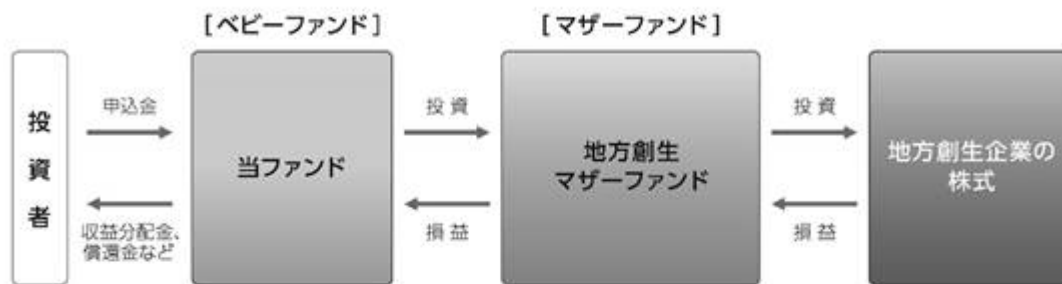 [ベビーファンド]
[マザーファンド]
投資者
申込金
収益分配金、
償還金など
当ファンド
投資
損益
地方創生
マザーファンド
投資
損益
地方創生企業の
株式